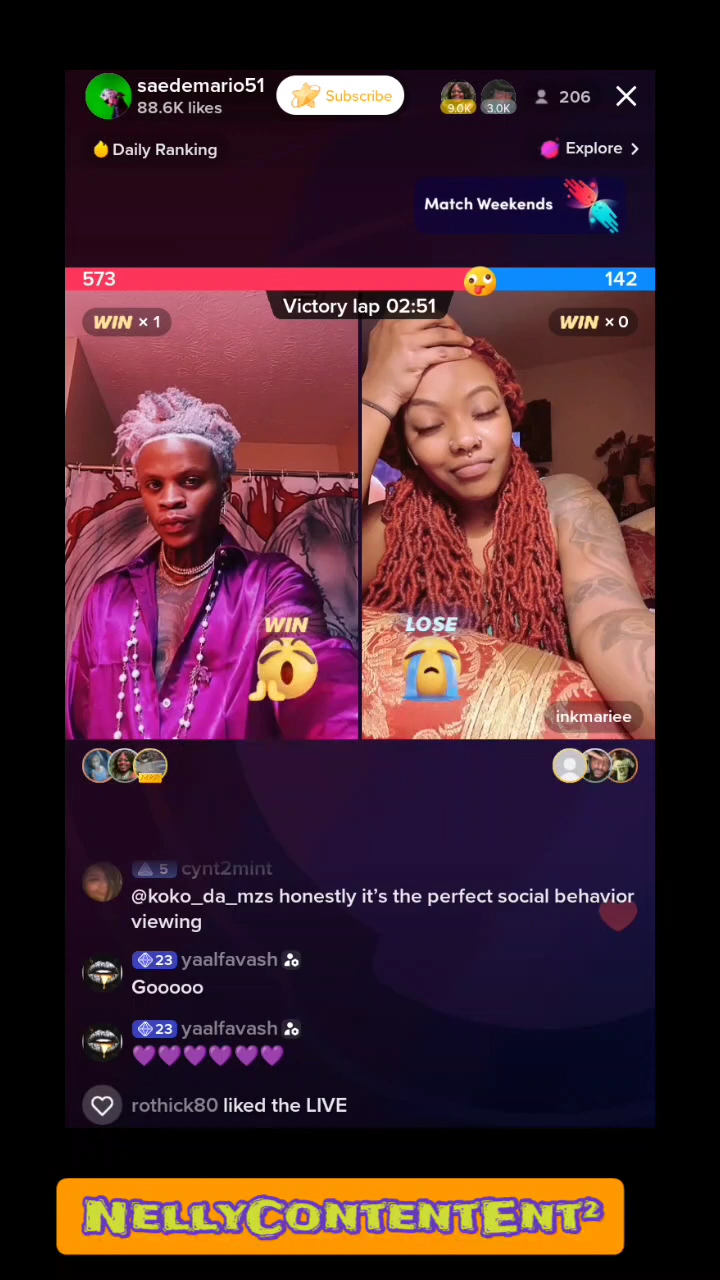 saedemario51
88.6K likes
Subscribe
9.0K
3.0K
206
Daily Ranking
Explore
Match Weekends
573
142
Victory lap 02:51
WIN × 1
WIN × 0
WIN
LOSE
inkmariee
5 cynt2mint
@koko_da_mzs honestly it’s the perfect social behavior
viewing
23 yaalfavash
Gooooo
23 yaalfavash
rothick80 liked the LIVE
NELLYCONTENTENT²